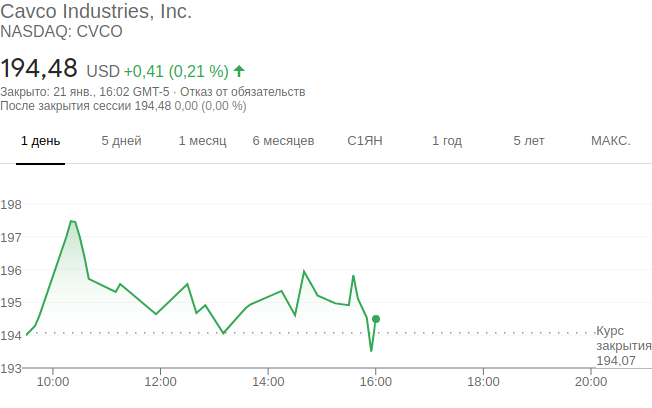 Cavco Industries, Inc.
NASDAQ: CVCO
194,48 USD +0,41 (0,21 %)
Закрыто: 21 янв., 16:02 GMT-5 · Отказ от обязательств
После закрытия сессии 194,48 0,00 (0,00 %)
1 день 5 дней 1 месяц 6 месяцев С1ЯН 1 год 5 лет МАКС.
198
197
196
195
194
193
Курс
закрытия
194,07
10:00 12:00 14:00 16:00 18:00 20:00